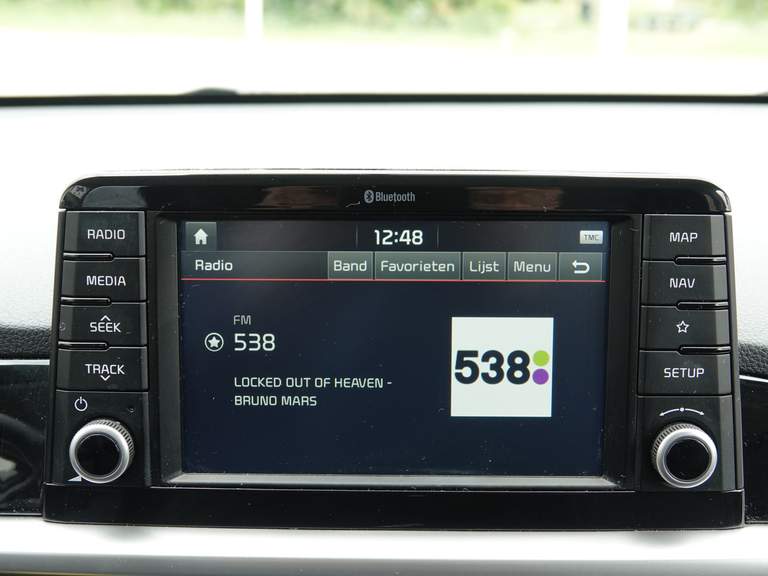 Bluetooth
RADIO
MEDIA
SEEK
TRACK
12:48
TMC
Radio
Band
Favorieten
Lijst
Menu
FM
538
LOCKED OUT OF HEAVEN -
BRUNO MARS
538
MAP
NAV
SETUP